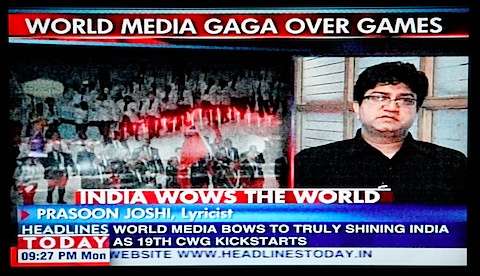 WORLD MEDIA GAGA OVER GAMES
INDIA WOWS THE WORLD
PRASOON JOSHI, Lyricist
HEADLINES WORLD MEDIA BOWS TO TRULY SHINING INDIA
TODAY AS 19TH CWG KICKSTARTS
09:27 PM Mon WEBSITE WWW.HEADLINESTODAY.IN